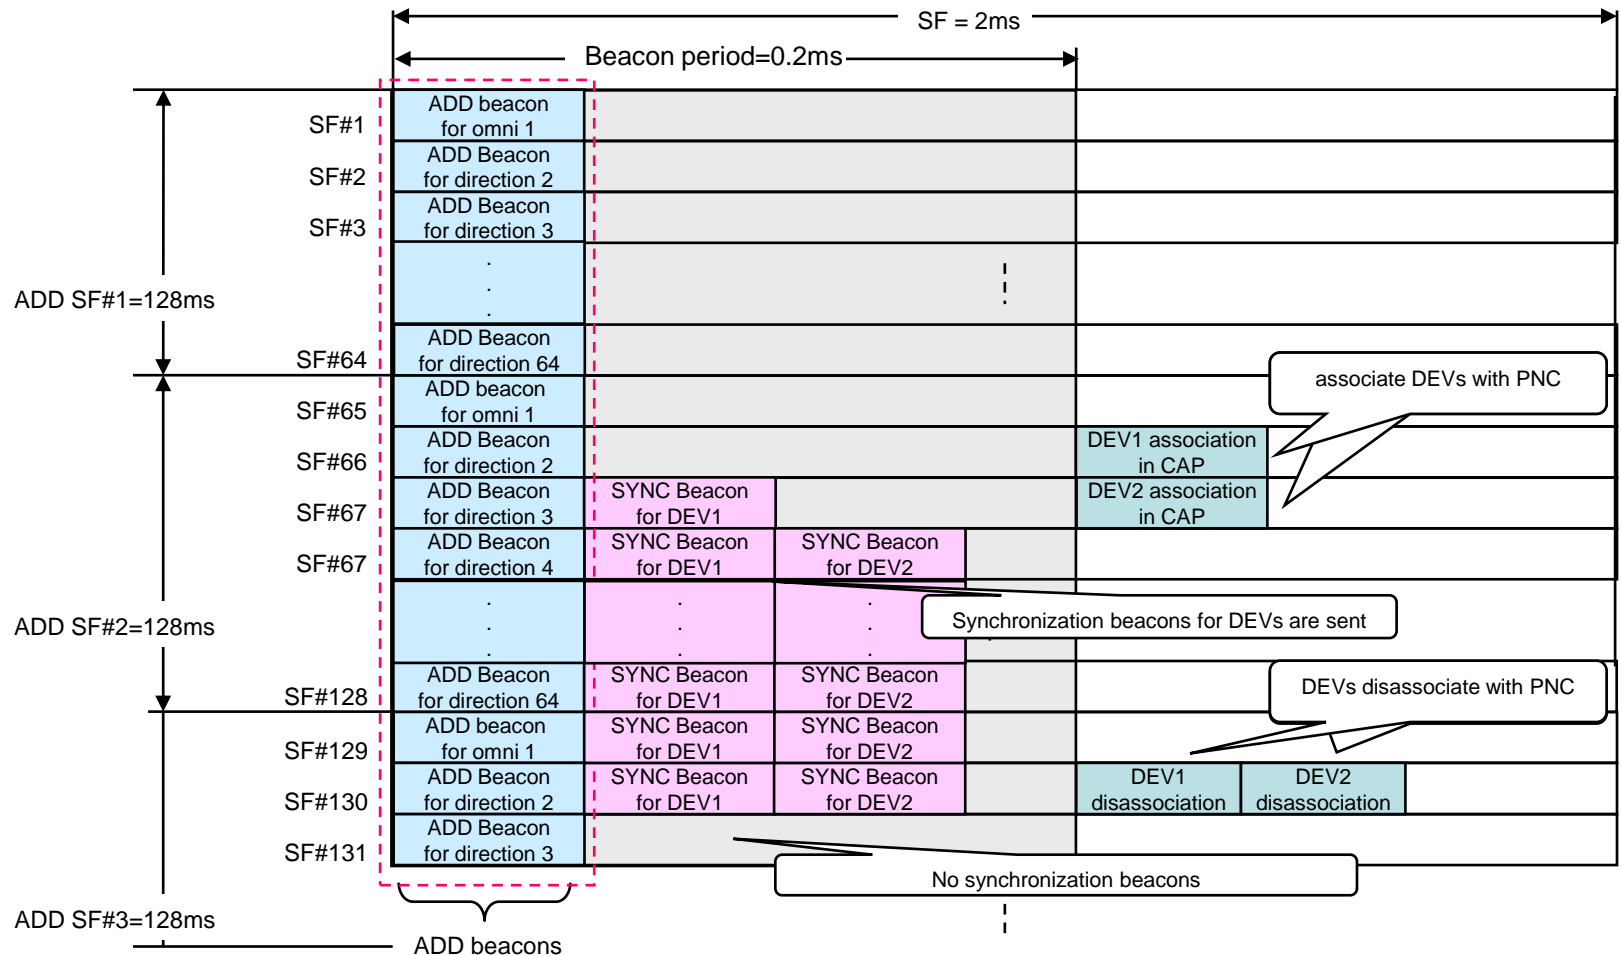 SF = 2ms
Beacon period=0.2ms
SF#1
ADD beacon
for omni 1
SF#2
ADD Beacon
for direction 2
SF#3
ADD Beacon
for direction 3
.
.
.
ADD SF#1=128ms
SF#64
ADD Beacon
for direction 64
associate DEVs with PNC
SF#65
ADD beacon
for omni 1
SF#66
ADD Beacon
for direction 2
DEV1 association
in CAP
SF#67
ADD Beacon
for direction 3
SYNC Beacon
for DEV1
DEV2 association
in CAP
SF#67
ADD Beacon
for direction 4
SYNC Beacon
for DEV1
SYNC Beacon
for DEV2
.
.
.
.
.
.
.
.
.
Synchronization beacons for DEVs are sent
ADD SF#2=128ms
SF#128
ADD Beacon
for direction 64
SYNC Beacon
for DEV1
SYNC Beacon
for DEV2
DEVs disassociate with PNC
SF#129
ADD beacon
for omni 1
SYNC Beacon
for DEV1
SYNC Beacon
for DEV2
SF#130
ADD Beacon
for direction 2
SYNC Beacon
for DEV1
SYNC Beacon
for DEV2
DEV1
disassociation
DEV2
disassociation
SF#131
ADD Beacon
for direction 3
No synchronization beacons
ADD SF#3=128ms
ADD beacons